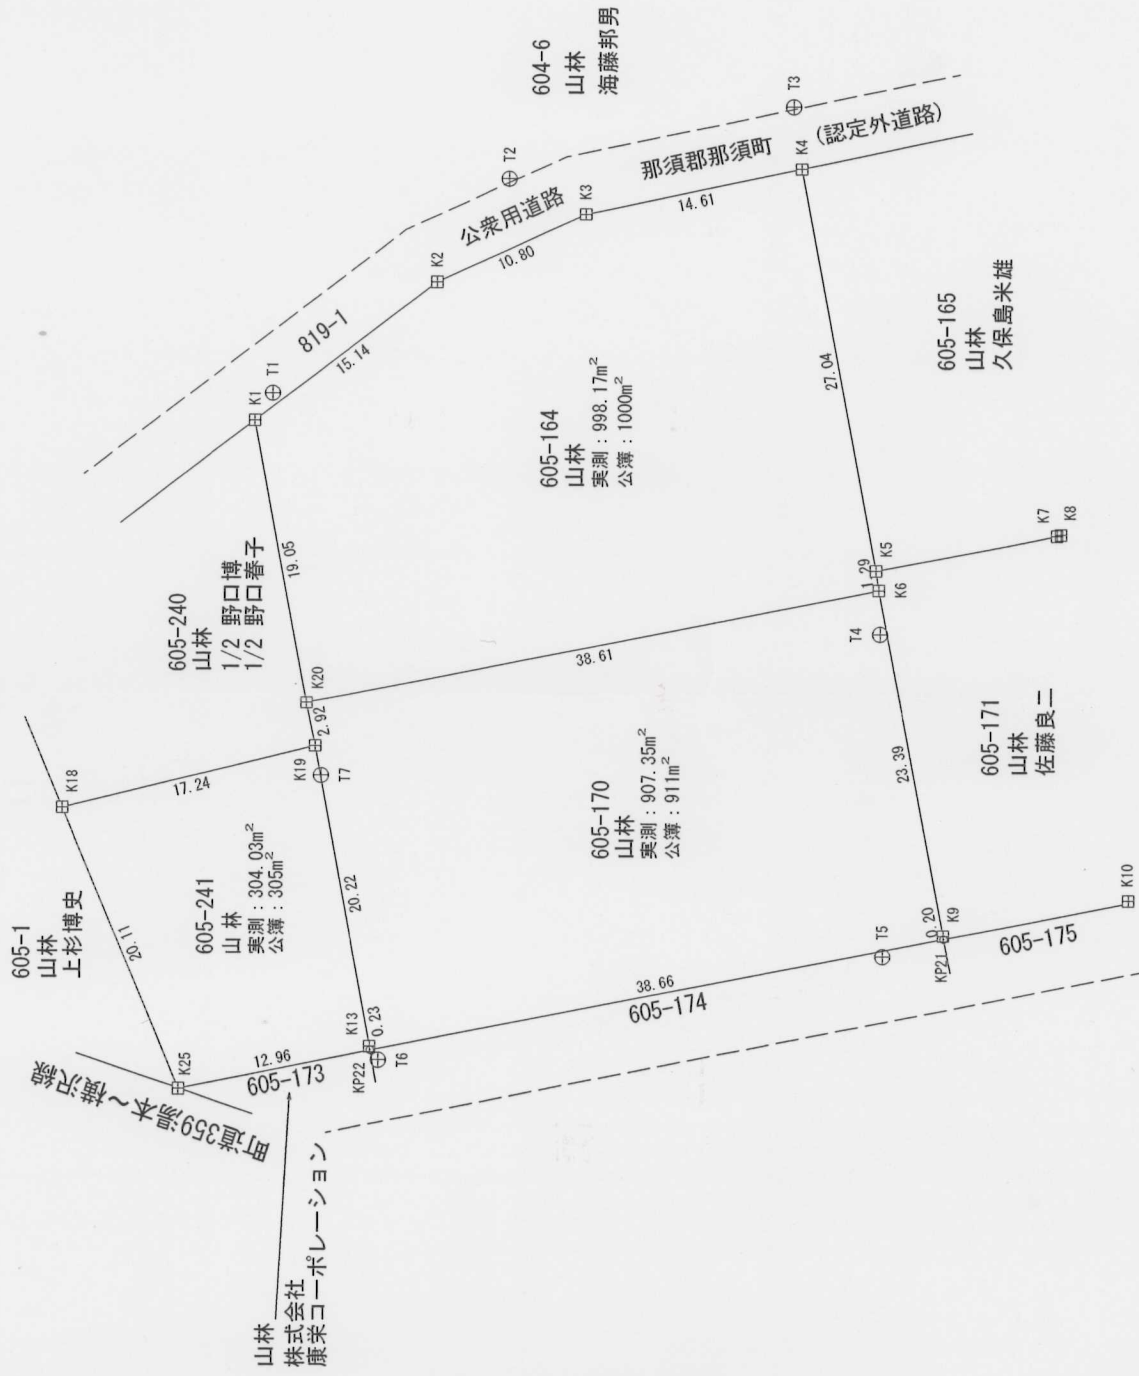 604-6
山林
海藤邦男
T3
T2
那須郡那須町
(認定外道路)
公衆用道路
K4
K3
14.61
K2
10.80
819-1
15.14
T1
K1
605-164
山林
実測：998.17m²
公簿：1000m²
27.04
605-165
山林
久保島米雄
605-240
山林
1/2 野口博
1/2 野口春子
19.05
K20
2.92
K19
T7
38.61
K5
1.29
K6
T4
K7
K8
K18
17.24
605-1
山林
上杉博史
20.11
605-241
山林
実測：304.03m²
公簿：305m²
20.22
605-170
山林
実測：907.35m²
公簿：911m²
23.39
605-171
山林
佐藤良二
K25
町道359湯本～横沢線
12.96
605-173
K13
0.23
KP22
T6
38.66
605-174
T5
0.20
K9
KP21
605-175
K10
山林
株式会社
康栄コーポレーション